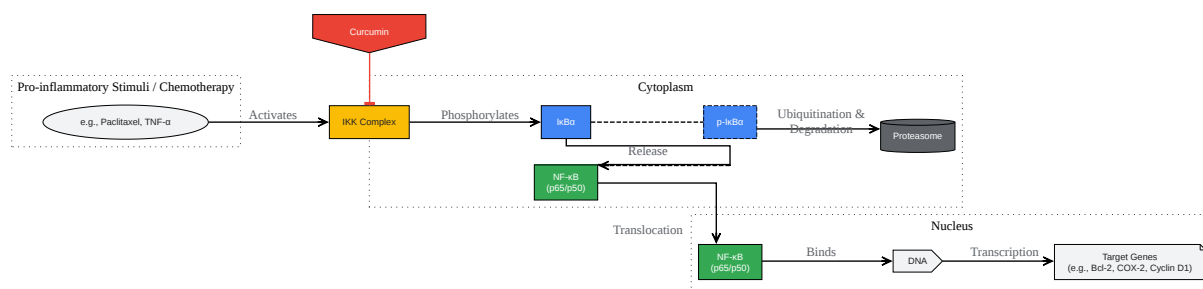 Curcumin
Pro-inflammatory Stimuli / Chemotherapy
Cytoplasm
e.g., Paclitaxel, TNF-α
Activates
IKK Complex
Phosphorylates
IκBα
p-IκBα
Ubiquitination &
Degradation
Proteasome
Release
NF-κB
(p65/p50)
Translocation
Nucleus
NF-κB
(p65/p50)
Binds
DNA
Transcription
Target Genes
(e.g., Bcl-2, COX-2, Cyclin D1)